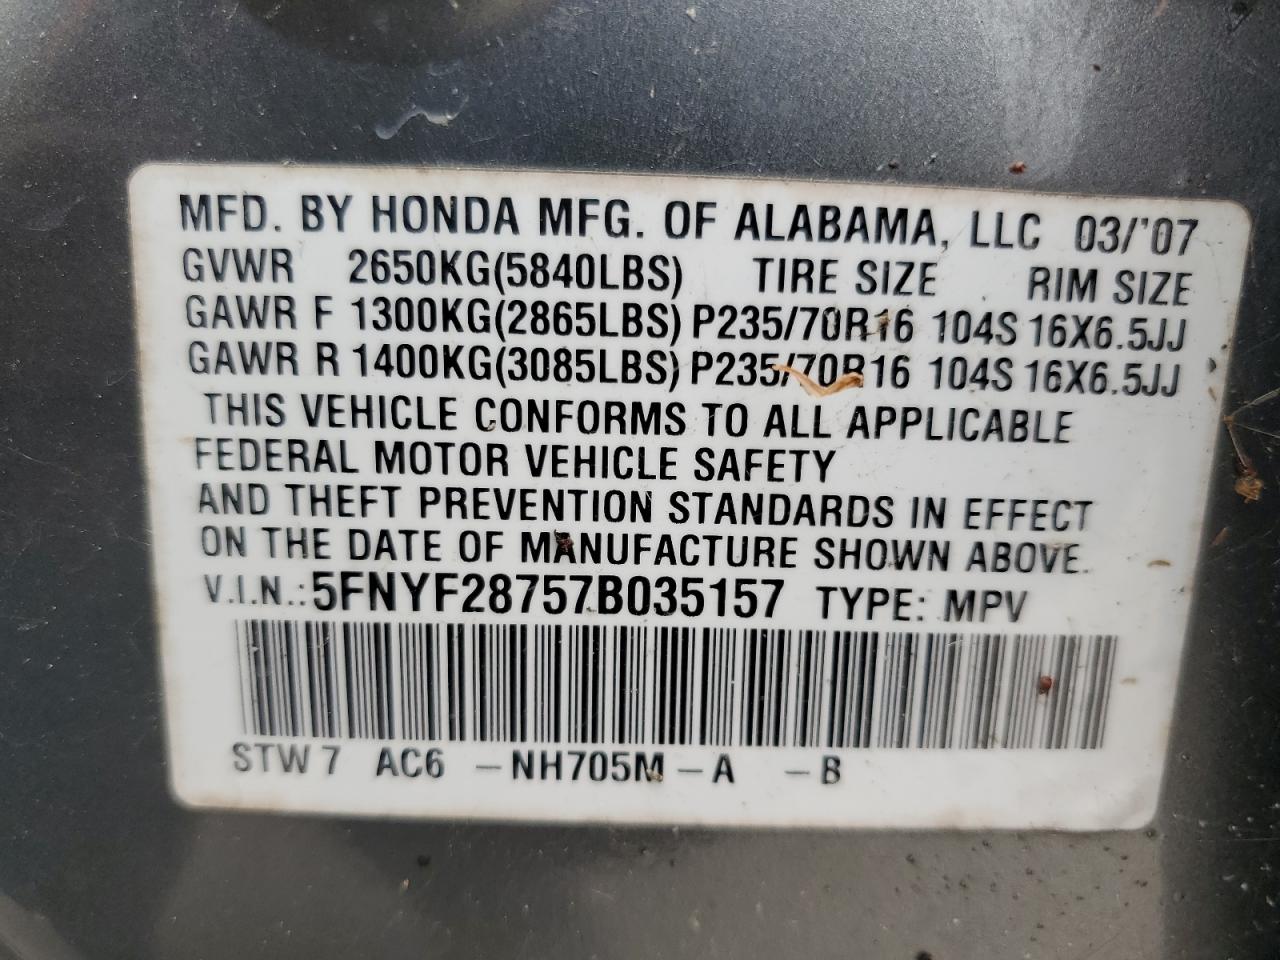 MFD. BY HONDA MFG. OF ALABAMA, LLC 03/'07
GVWR 2650KG(5840LBS) TIRE SIZE RIM SIZE
GAWR F 1300KG(2865LBS) P235/70R16 104S 16X6.5JJ
GAWR R 1400KG(3085LBS) P235/70R16 104S 16X6.5JJ
THIS VEHICLE CONFORMS TO ALL APPLICABLE
FEDERAL MOTOR VEHICLE SAFETY
AND THEFT PREVENTION STANDARDS IN EFFECT
ON THE DATE OF MANUFACTURE SHOWN ABOVE.
V.I.N.: 5FNYF28757B035157 TYPE: MPV
STW7 AC6 -NH705M-A -B